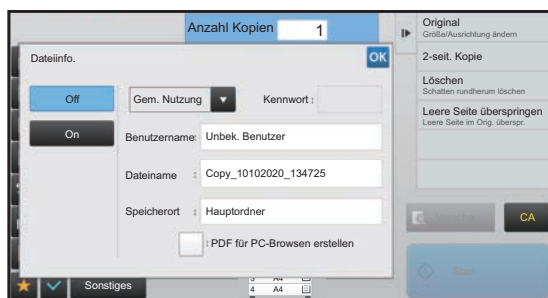 Anzahl Kopien 1
Dateiinfo. OK
Off
On
Gem. Nutzung Kennwort :
Benutzername: Unbek. Benutzer
Dateiname : Copy_10102020_134725
Speicherort : Hauptordner
: PDF für PC-Browsen erstellen
Sonstiges
4 A4
Original
Größe/Ausrichtung ändern
2-seit. Kopie
Löschen
Schatten rundherum löschen
Leere Seite überspringen
Leere Seite im Orig. überspr.
CA
Start